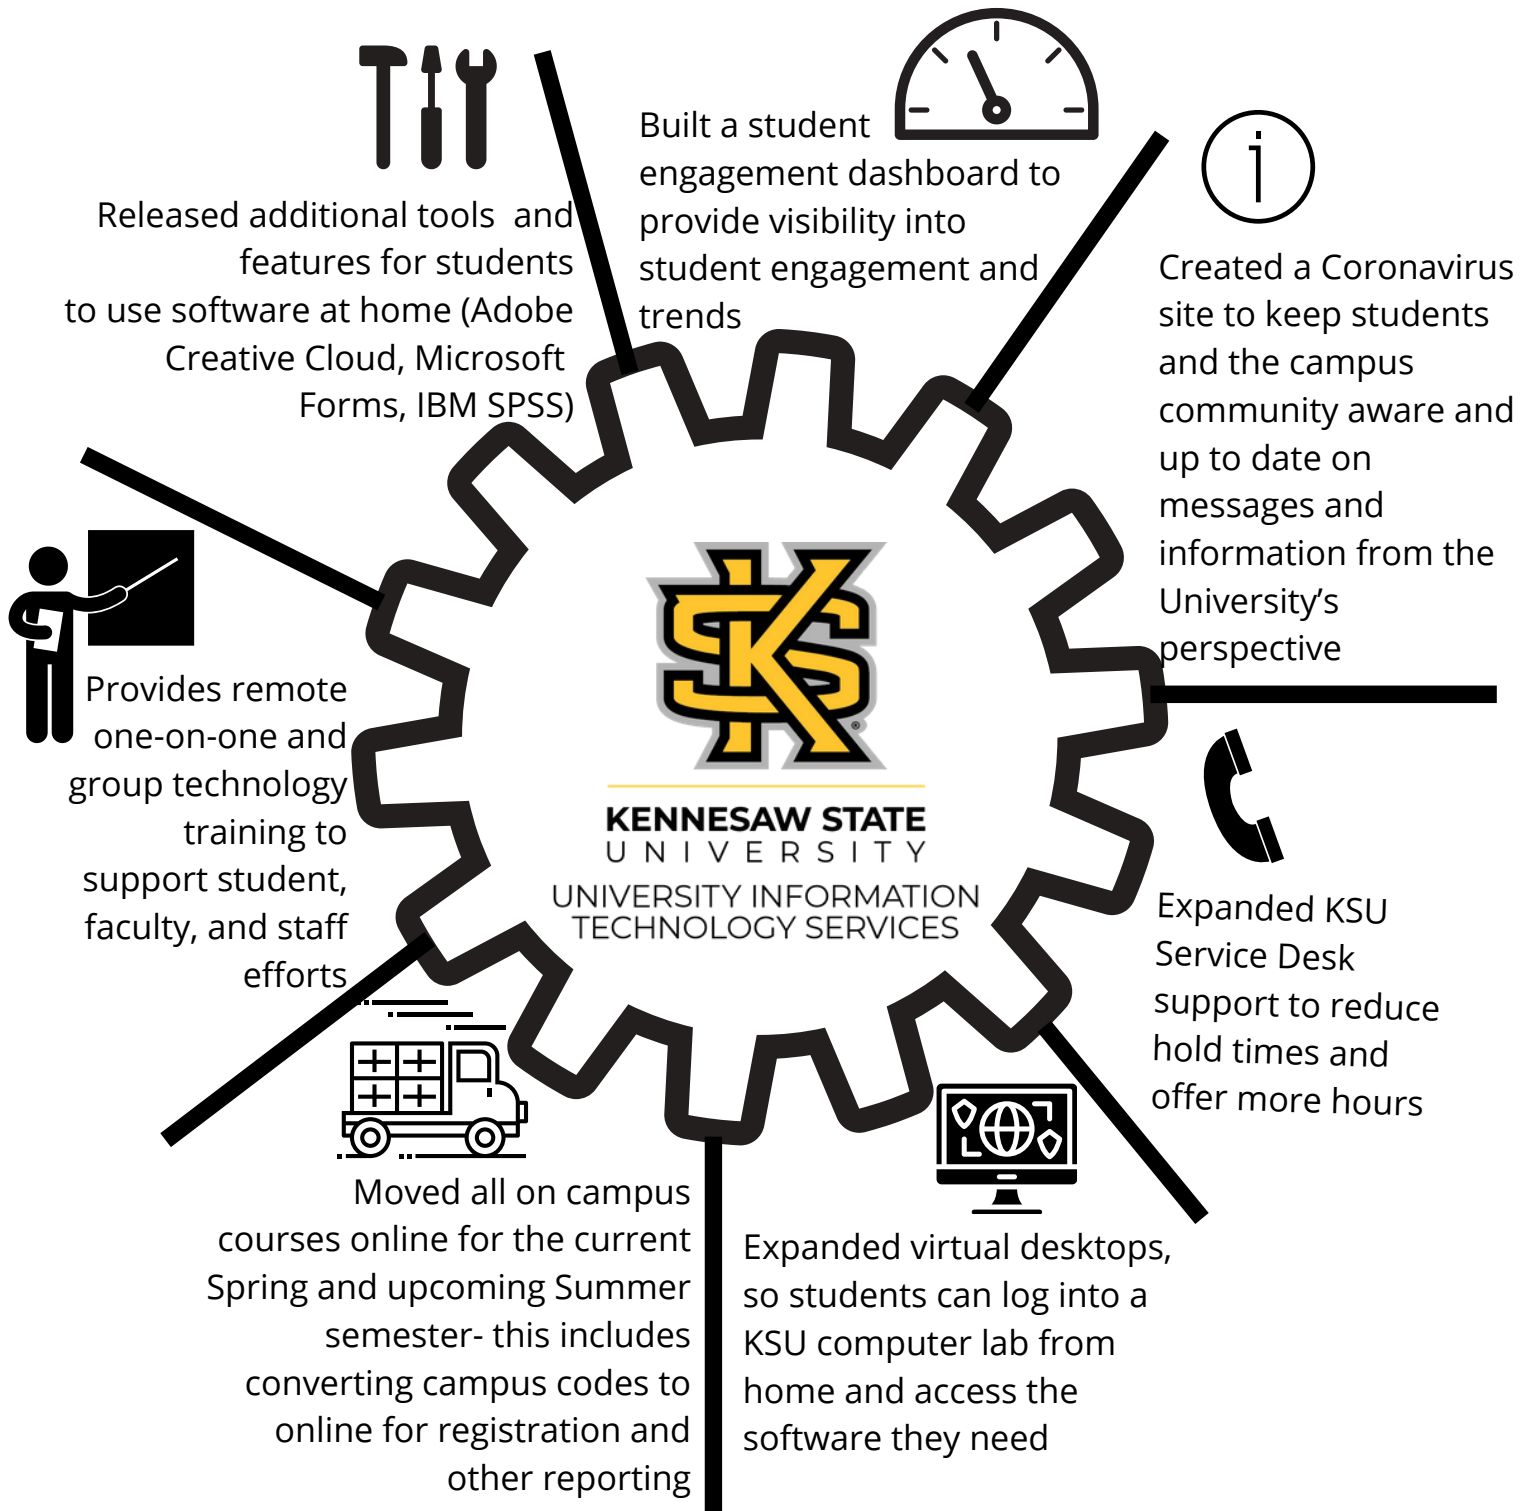 Released additional tools  and
features for students
to use software at home (Adobe
Creative Cloud, Microsoft
Forms, IBM SPSS)
Built a student
engagement dashboard to
provide visibility into
student engagement and
trends
i
Created a Coronavirus
site to keep students
and the campus
community aware and
up to date on
messages and
information from the
University’s
perspective
Provides remote
one-on-one and
group technology
training to
support student,
faculty, and staff
efforts
KS
®
KENNESAW STATE
UNIVERSITY
UNIVERSITY INFORMATION
TECHNOLOGY SERVICES
Expanded KSU
Service Desk
support to reduce
hold times and
offer more hours
Moved all on campus
courses online for the current
Spring and upcoming Summer
semester- this includes
converting campus codes to
online for registration and
other reporting
Expanded virtual desktops,
so students can log into a
KSU computer lab from
home and access the
software they need